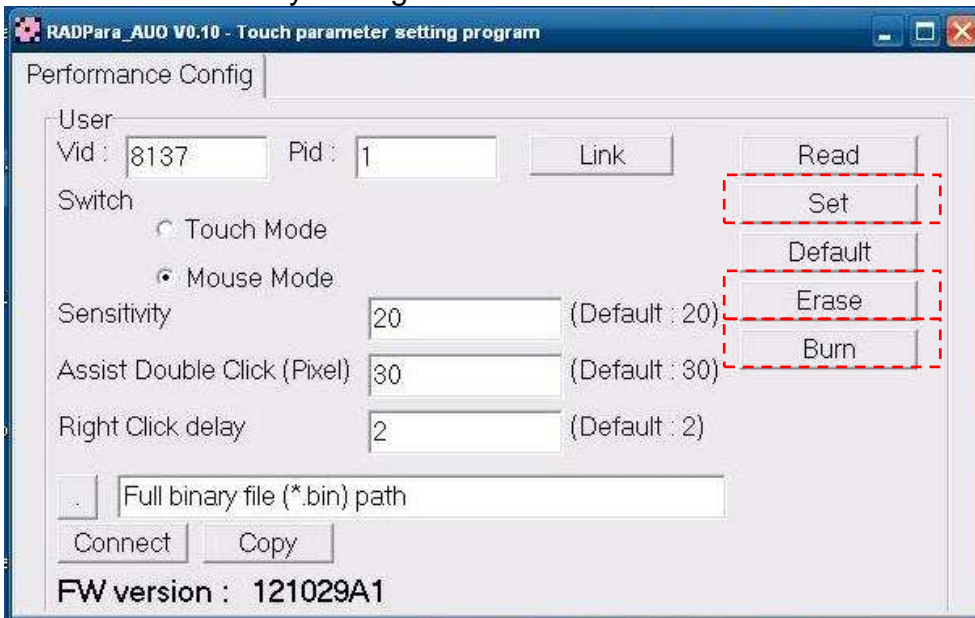 RADPara_AUO V0.10 - Touch parameter setting program
Performance Config
User
Vid : 8137 Pid : 1 Link Read
Switch Set
Touch Mode
Default
Mouse Mode
Sensitivity 20 (Default : 20) Erase
Assist Double Click (Pixel) 30 (Default : 30) Burn
Right Click delay 2 (Default : 2)
. Full binary file (*.bin) path
Connect Copy
FW version : 121029A1